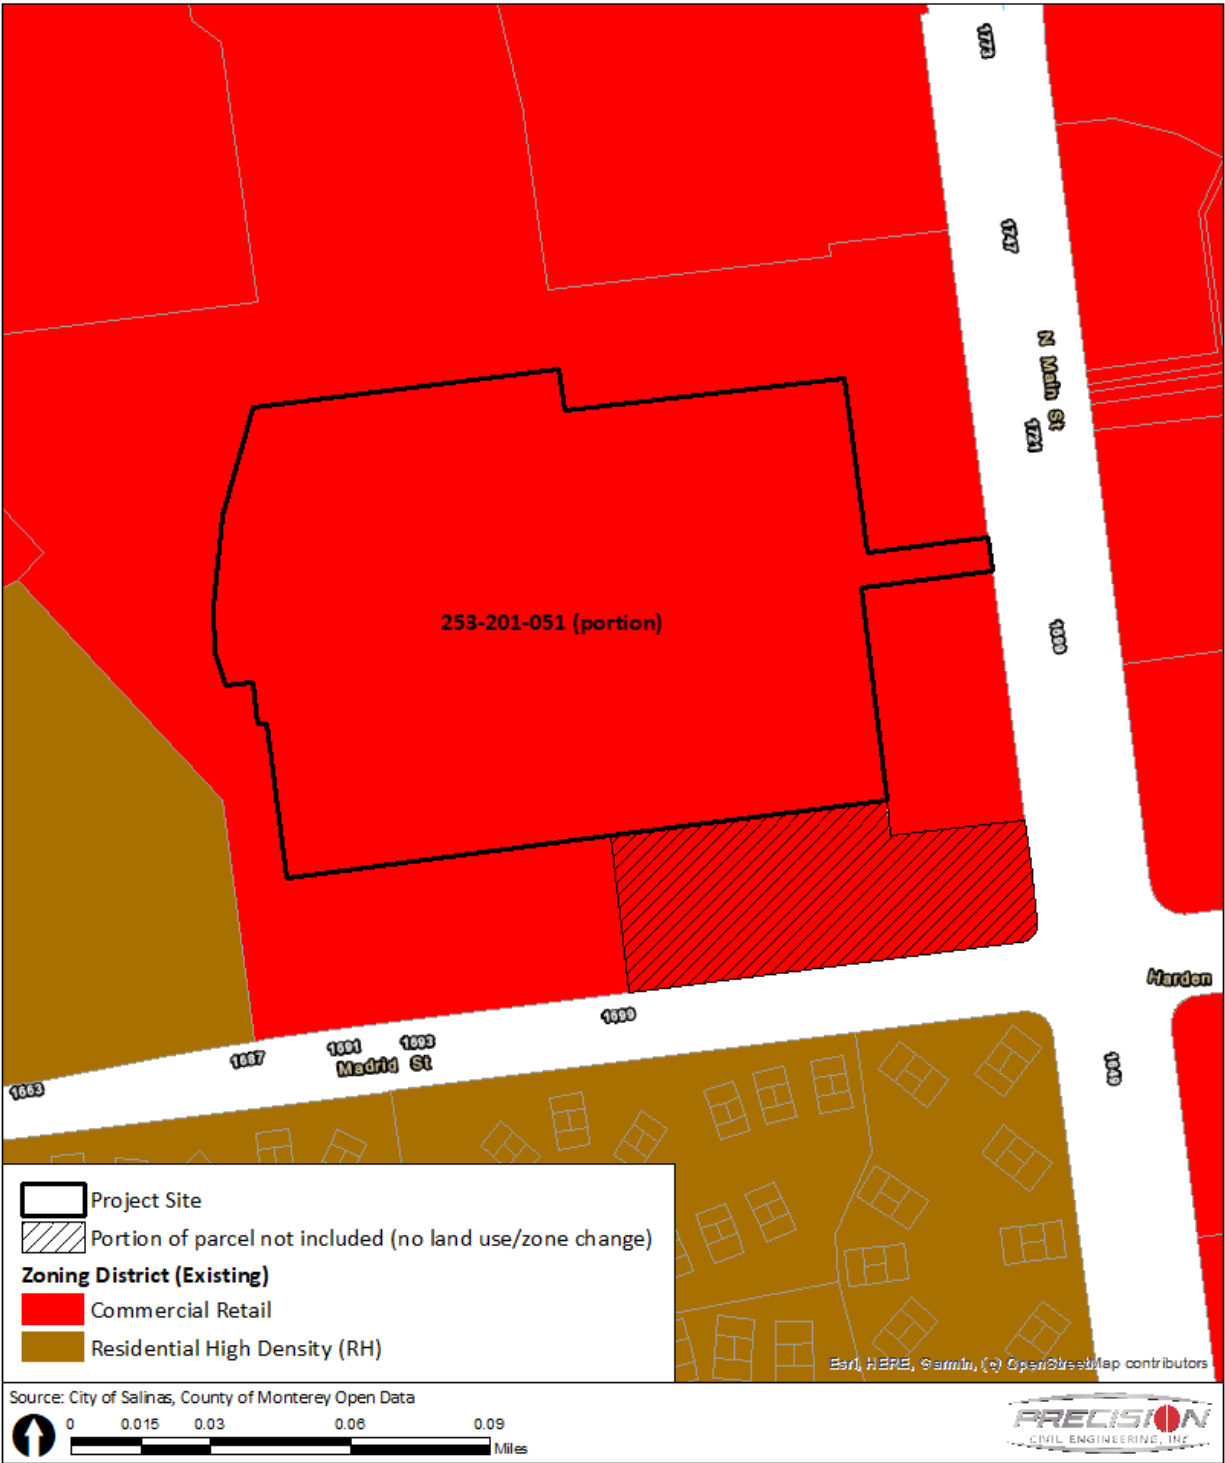 1773
1747
N Main St
1721
253-201-051 (portion)
1699
Harden
1699
1693
1691
1687
Madrid St
1663
1649
Project Site
Portion of parcel not included (no land use/zone change)
Zoning District (Existing)
Commercial Retail
Residential High Density (RH)
Esri, HERE, Garmin, (c) OpenStreetMap contributors
Source: City of Salinas, County of Monterey Open Data
0 0.015 0.03 0.06 0.09
Miles
PRECISION
CIVIL ENGINEERING, INC.